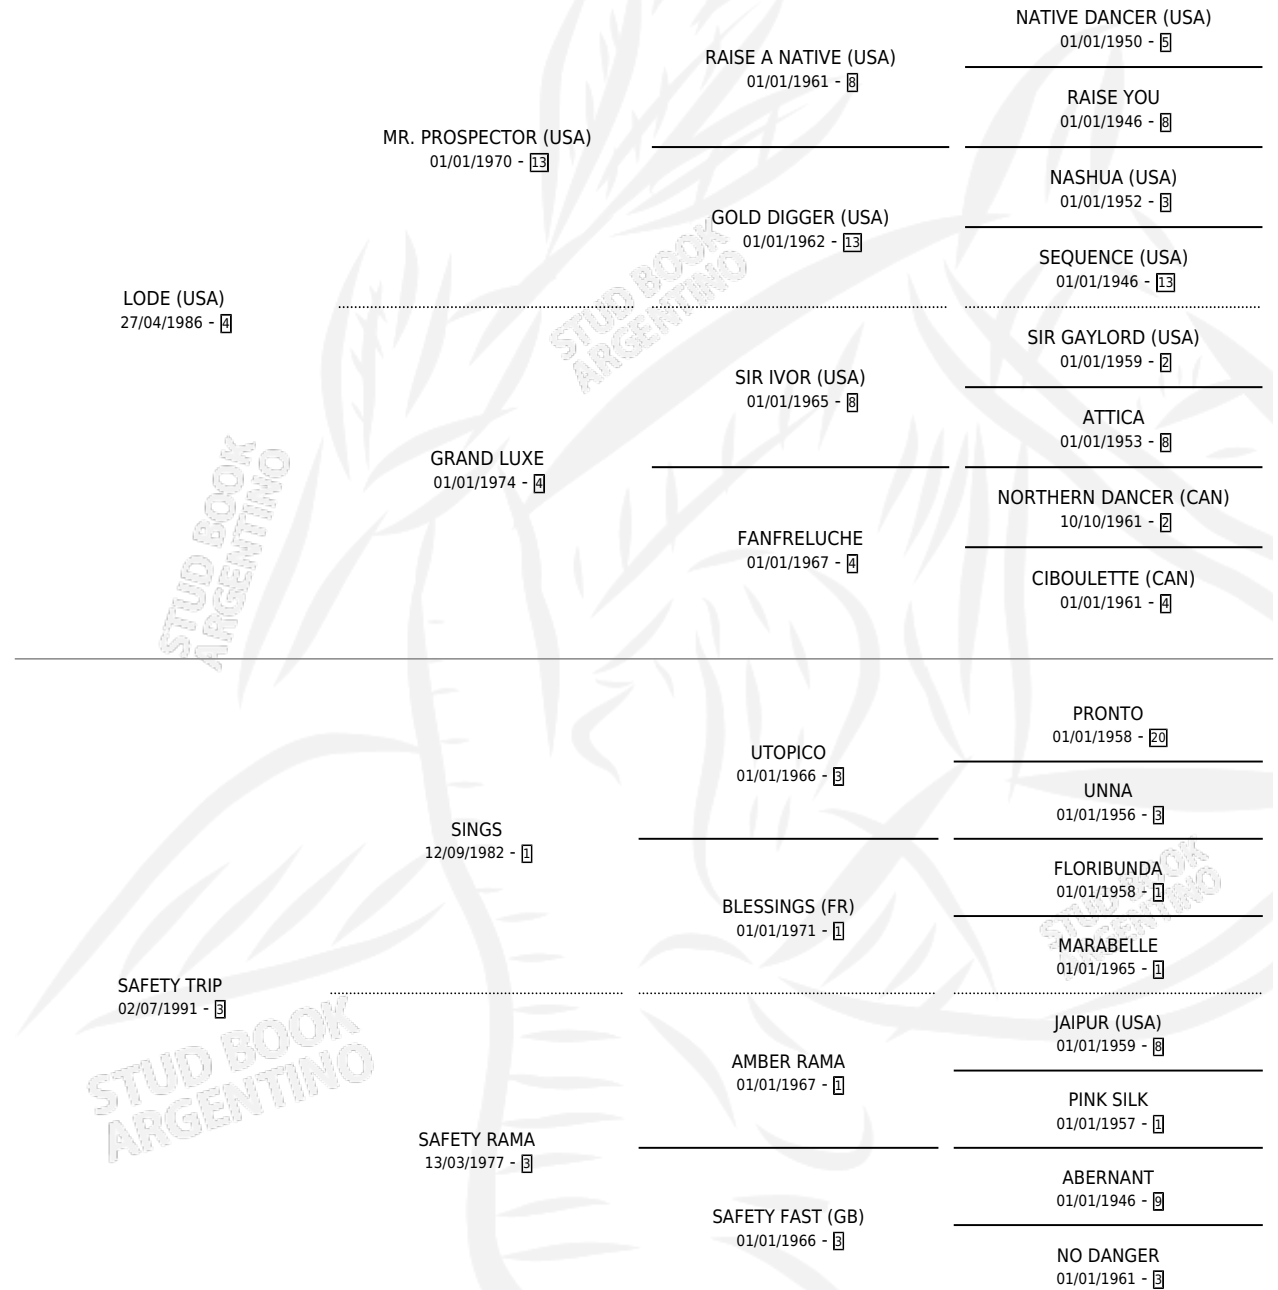 NATIVE DANCER (USA)
01/01/1950 - 5
RAISE A NATIVE (USA)
01/01/1961 - 8
RAISE YOU
01/01/1946 - 8
MR. PROSPECTOR (USA)
01/01/1970 - 13
NASHUA (USA)
01/01/1952 - 3
GOLD DIGGER (USA)
01/01/1962 - 13
SEQUENCE (USA)
01/01/1946 - 13
LODE (USA)
27/04/1986 - 4
SIR GAYLORD (USA)
01/01/1959 - 2
SIR IVOR (USA)
01/01/1965 - 8
ATTICA
01/01/1953 - 8
GRAND LUXE
01/01/1974 - 4
NORTHERN DANCER (CAN)
10/10/1961 - 2
FANFRELUCHE
01/01/1967 - 4
CIBOULETTE (CAN)
01/01/1961 - 4
PRONTO
01/01/1958 - 20
UTOPICO
01/01/1966 - 3
UNNA
01/01/1956 - 3
SINGS
12/09/1982 - 1
FLORIBUNDA
01/01/1958 - 1
BLESSINGS (FR)
01/01/1971 - 1
MARABELLE
01/01/1965 - 1
SAFETY TRIP
02/07/1991 - 3
JAIPUR (USA)
01/01/1959 - 8
AMBER RAMA
01/01/1967 - 1
PINK SILK
01/01/1957 - 1
SAFETY RAMA
13/03/1977 - 3
ABERNANT
01/01/1946 - 9
SAFETY FAST (GB)
01/01/1966 - 3
NO DANGER
01/01/1961 - 3
STUD BOOK
ARGENTINO
STUD BOOK
ARGENTINO
STUD BOOK
ARGENTINO
STUD BOOK
ARGENTINO